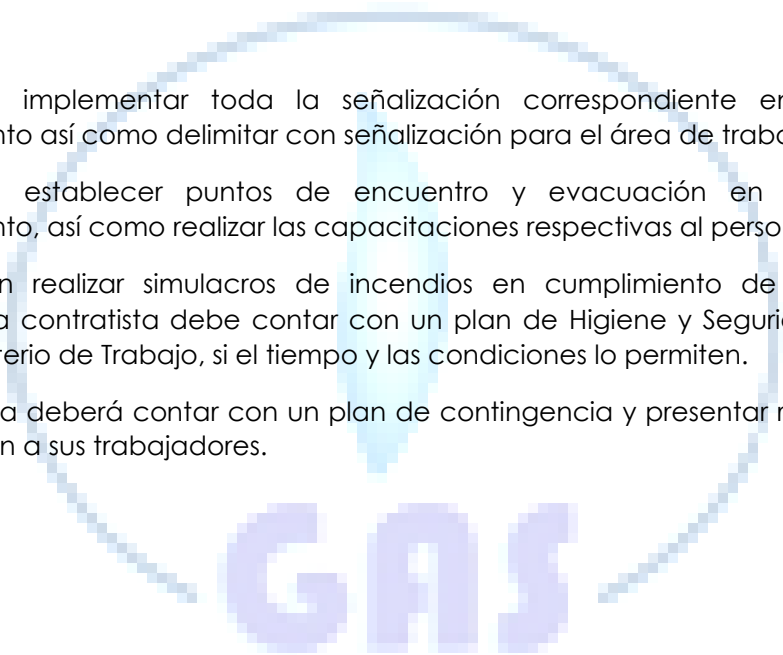 implementar toda la señalización correspondiente en
nto así como delimitar con señalización para el área de traba
establecer puntos de encuentro y evacuación en
nto, así como realizar las capacitaciones respectivas al perso
n realizar simulacros de incendios en cumplimiento de
a contratista debe contar con un plan de Higiene y Seguri
terio de Trabajo, si el tiempo y las condiciones lo permiten.
a deberá contar con un plan de contingencia y presentar
n a sus trabajadores.
GAS